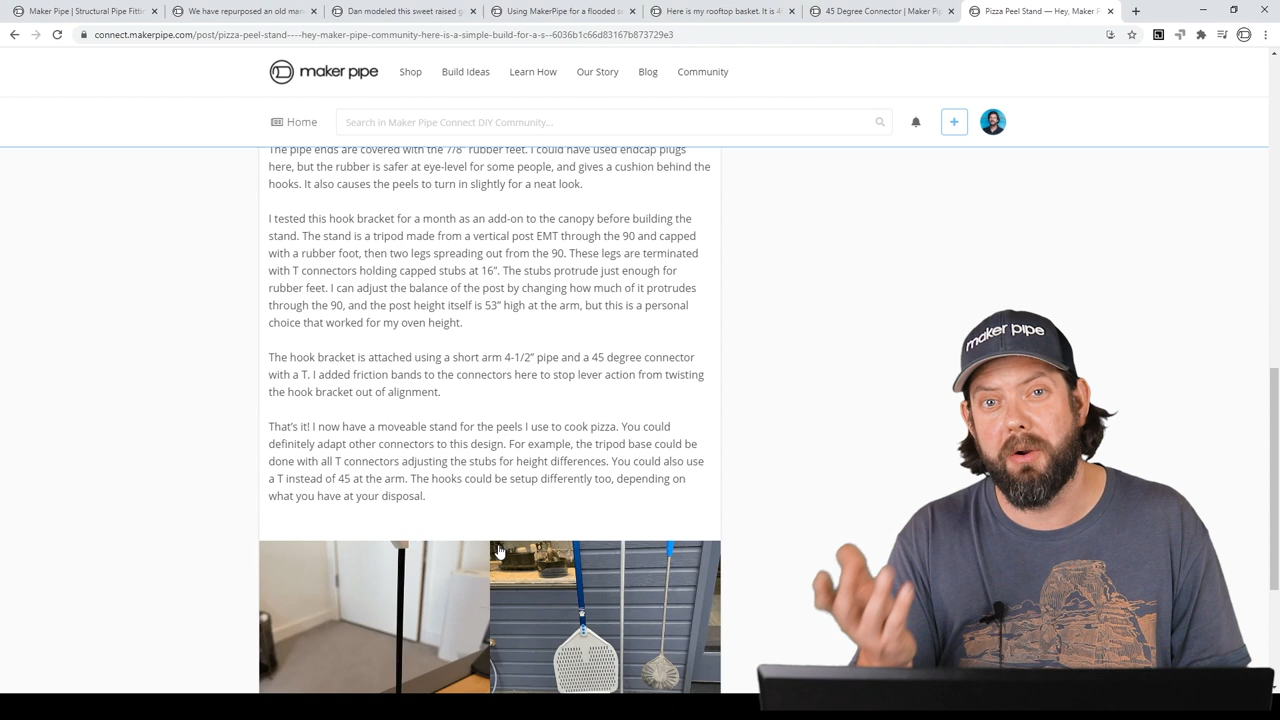 Maker Pipe | Structural Pipe Fitti
We have repurposed an old man
Dan modeled this sweet raised g
Using MakerPipe for a flooded s
Here is my rooftop basket. It is 4
45 Degree Connector | Maker Pip
Pizza Peel Stand — Hey, Maker P
connect.makerpipe.com/post/pizza-peel-stand----hey-maker-pipe-community-here-is-a-simple-build-for-a-s--6036b1c66d83167b873729e3
maker pipe Shop Build Ideas Learn How Our Story Blog Community
Home Search in Maker Pipe Connect DIY Community...
The pipe ends are covered with the 7/8" rubber feet. I could have used endcap plugs
here, but the rubber is safer at eye-level for some people, and gives a cushion behind the
hooks. It also causes the peels to turn in slightly for a neat look.
I tested this hook bracket for a month as an add-on to the canopy before building the
stand. The stand is a tripod made from a vertical post EMT through the 90 and capped
with a rubber foot, then two legs spreading out from the 90. These legs are terminated
with T connectors holding capped stubs at 16”. The stubs protrude just enough for
rubber feet. I can adjust the balance of the post by changing how much of it protrudes
through the 90, and the post height itself is 53” high at the arm, but this is a personal
choice that worked for my oven height.
The hook bracket is attached using a short arm 4-1/2” pipe and a 45 degree connector
with a T. I added friction bands to the connectors here to stop lever action from twisting
the hook bracket out of alignment.
That’s it! I now have a moveable stand for the peels I use to cook pizza. You could
definitely adapt other connectors to this design. For example, the tripod base could be
done with all T connectors adjusting the stubs for height differences. You could also use
a T instead of 45 at the arm. The hooks could be setup differently too, depending on
what you have at your disposal.
maker pipe